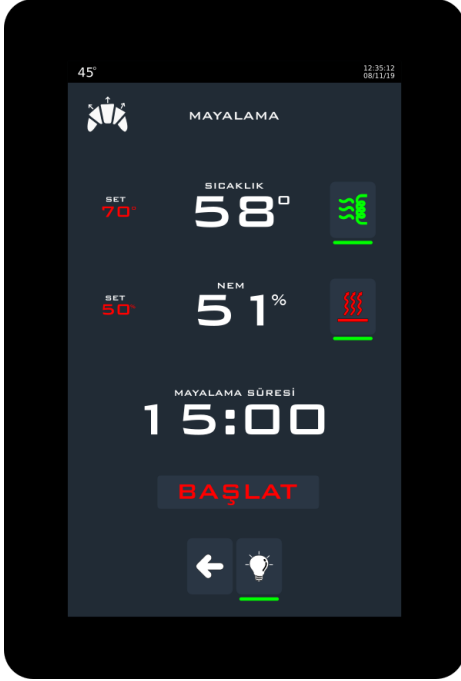 45°
12:35:12
08/11/19
MAYALAMA
SICAKLIK
SET
70°
58°
NEM
SET
50%
51%
MAYALAMA SÜRESİ
15:00
BAŞLAT